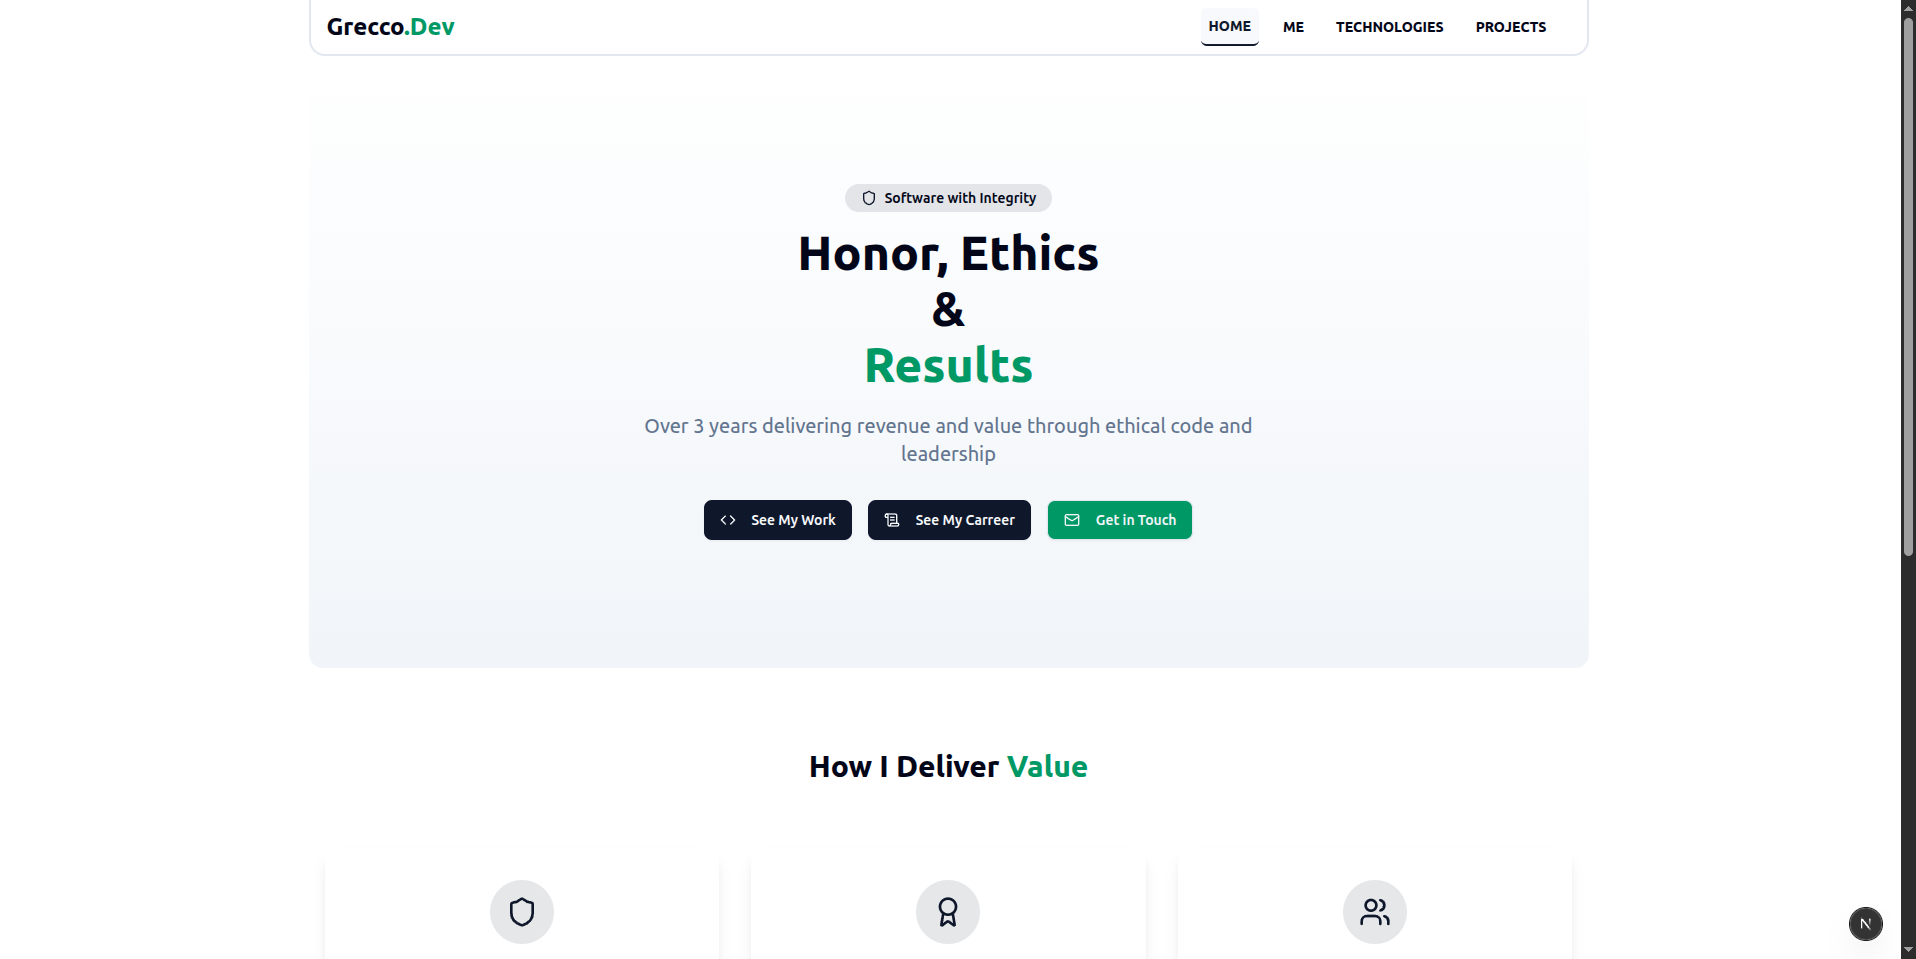 Grecco.Dev
HOME
ME
TECHNOLOGIES
PROJECTS
Software with Integrity
Honor, Ethics
&
Results
Over 3 years delivering revenue and value through ethical code and
leadership
See My Work
See My Carreer
Get in Touch
How I Deliver Value
N